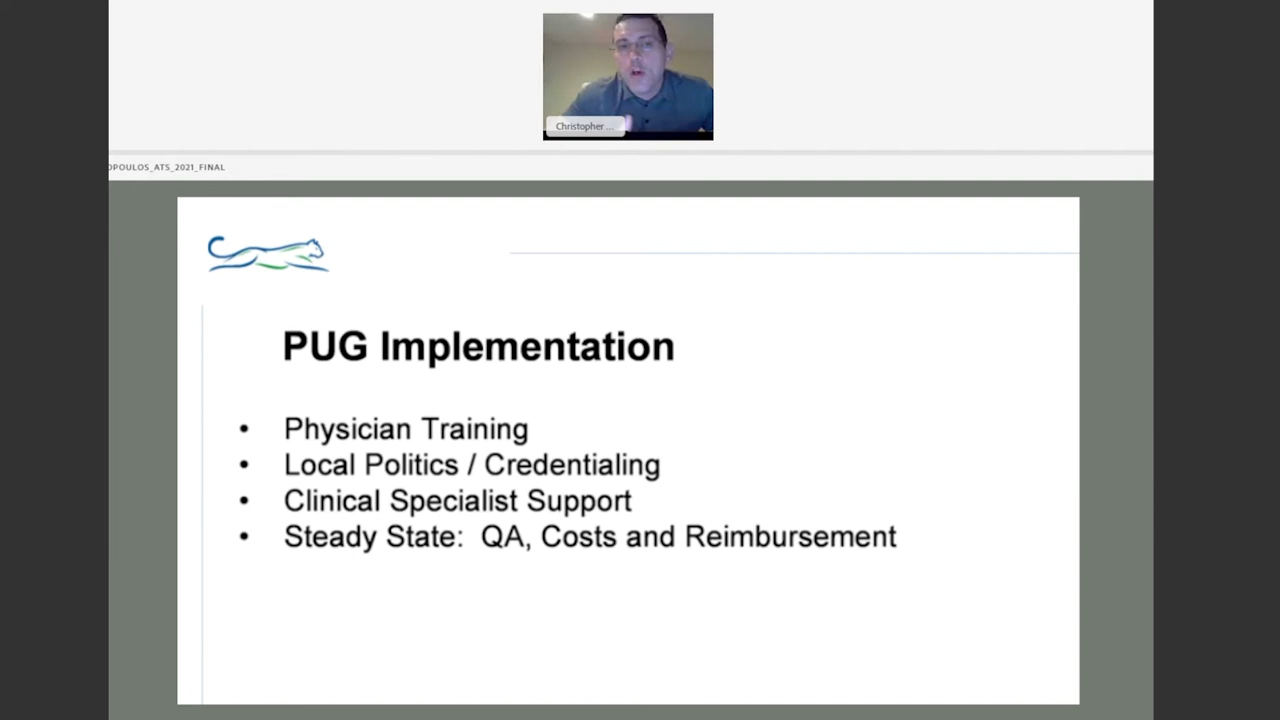 Christopher ...
OPOULOS_ATS_2021_FINAL
PUG Implementation
• Physician Training
• Local Politics / Credentialing
• Clinical Specialist Support
• Steady State: QA, Costs and Reimbursement